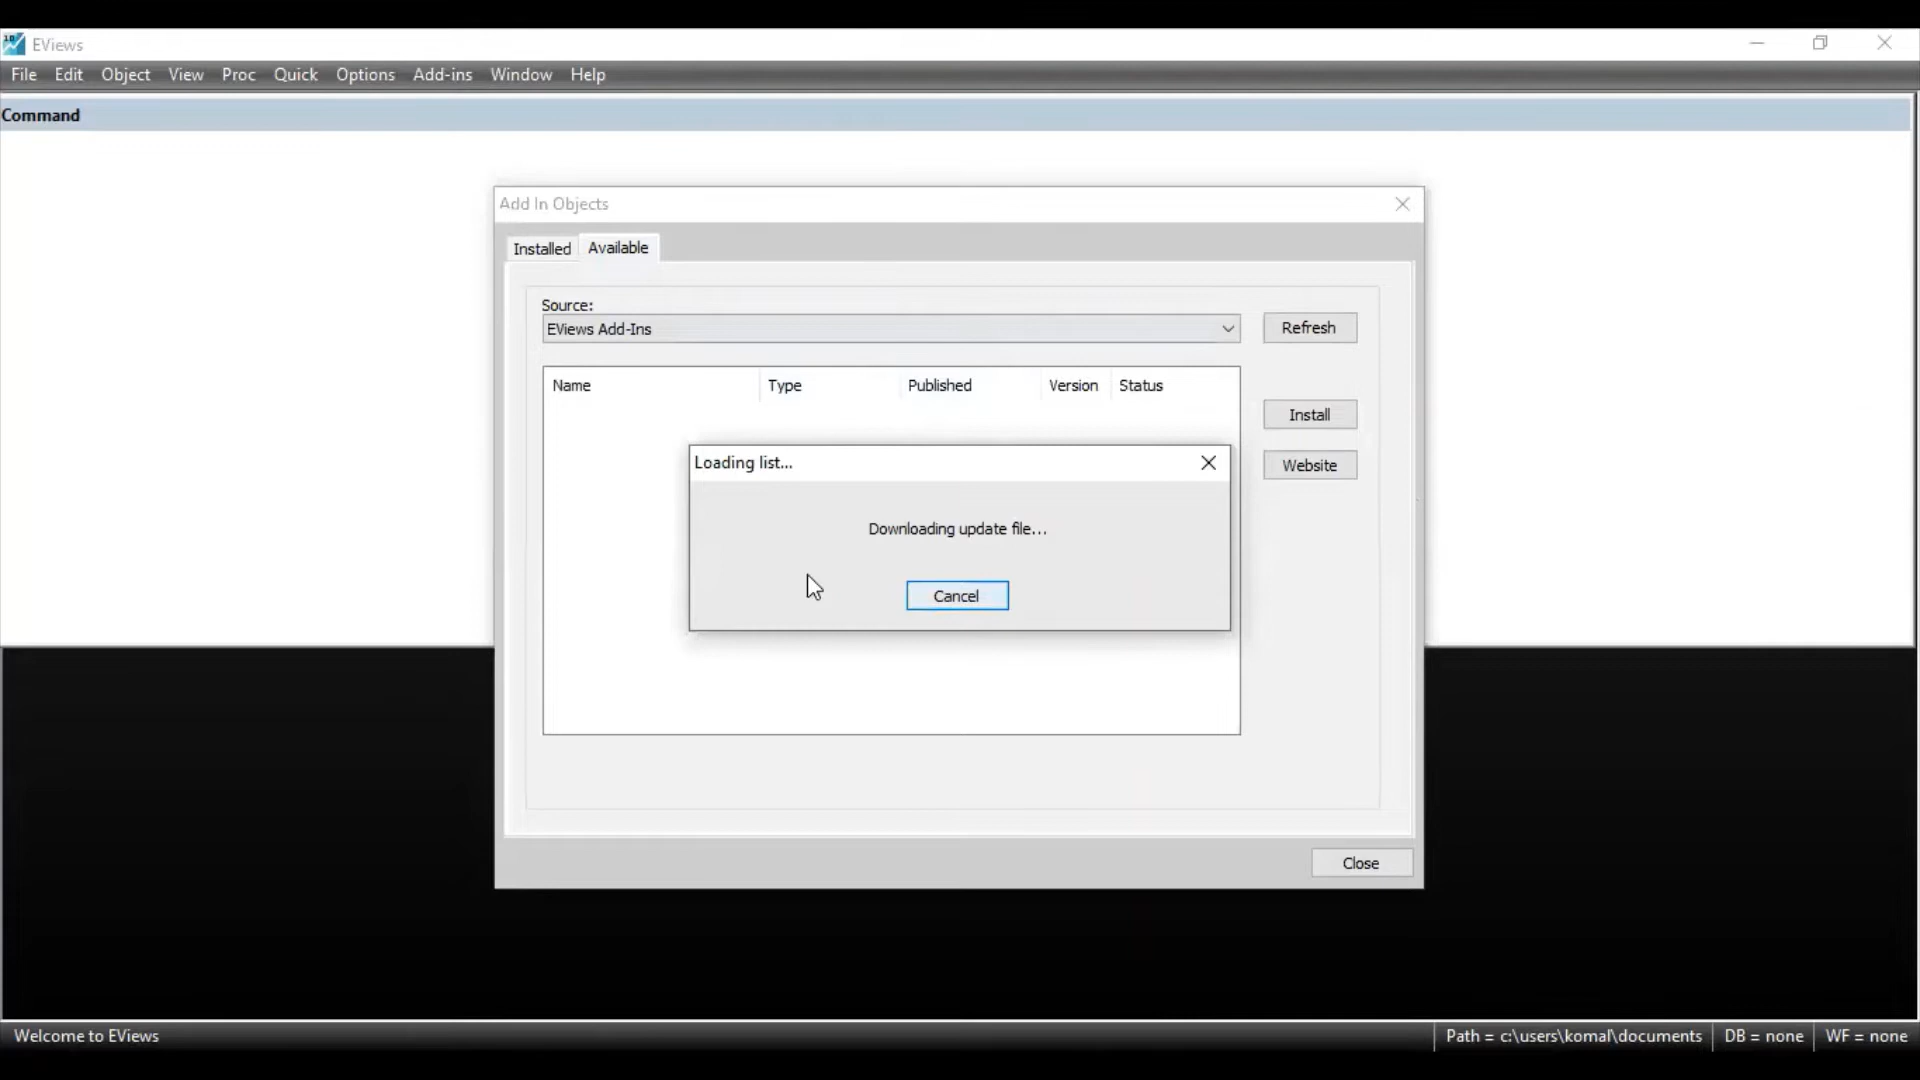 EViews
File Edit Object View Proc Quick Options Add-ins Window Help
Command
Add In Objects
Installed Available
Source:
EViews Add-Ins Refresh
Name Type Published Version Status
Install
Loading list...
Website
Downloading update file...
Cancel
Close
Welcome to EViews Path = c:\users\komal\documents DB = none WF = none